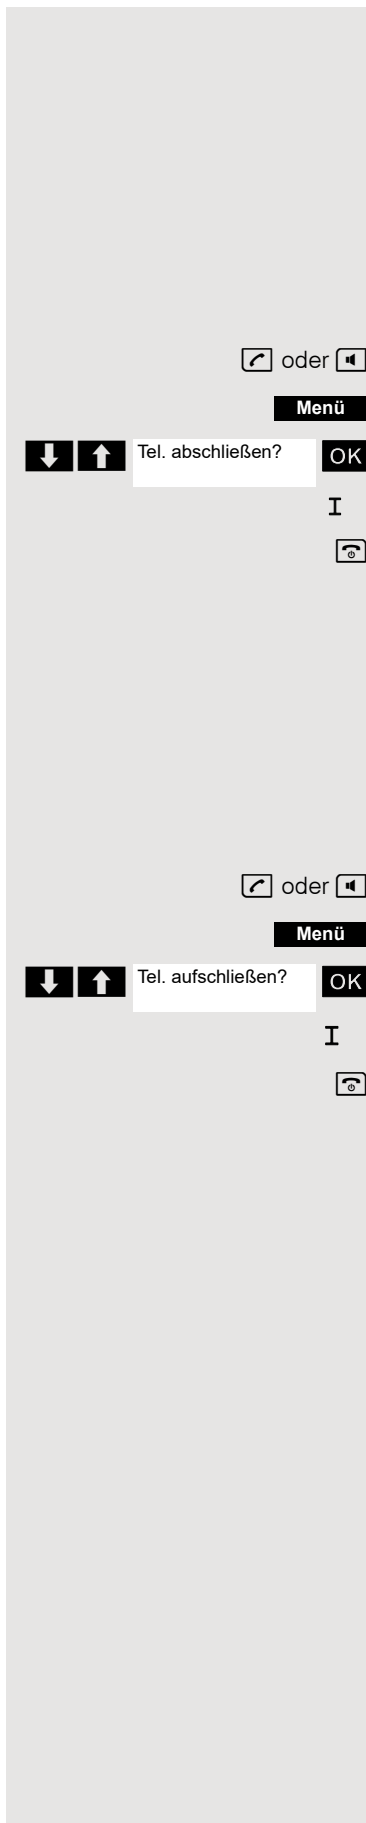 oder
Menü
Tel. abschließen? OK
oder
Menü
Tel. aufschließen? OK